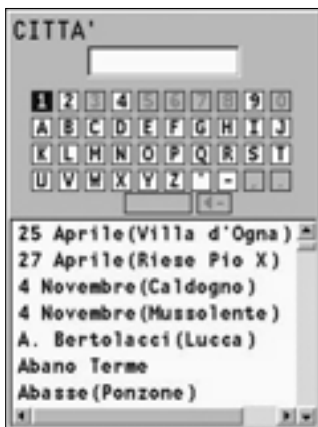 CITTA'
1 2 3 4 5 6 7 8 9 0
A B C D E F G H I J
K L M N O P Q R S T
U V W X Y Z ' - . .
25 Aprile(Villa d'Ogna)
27 Aprile(Riese Pio X)
4 Novembre(Caldogno)
4 Novembre(Mussolente)
A. Bertolacci(Lucca)
Abano Terme
Abasse(Ponzone)